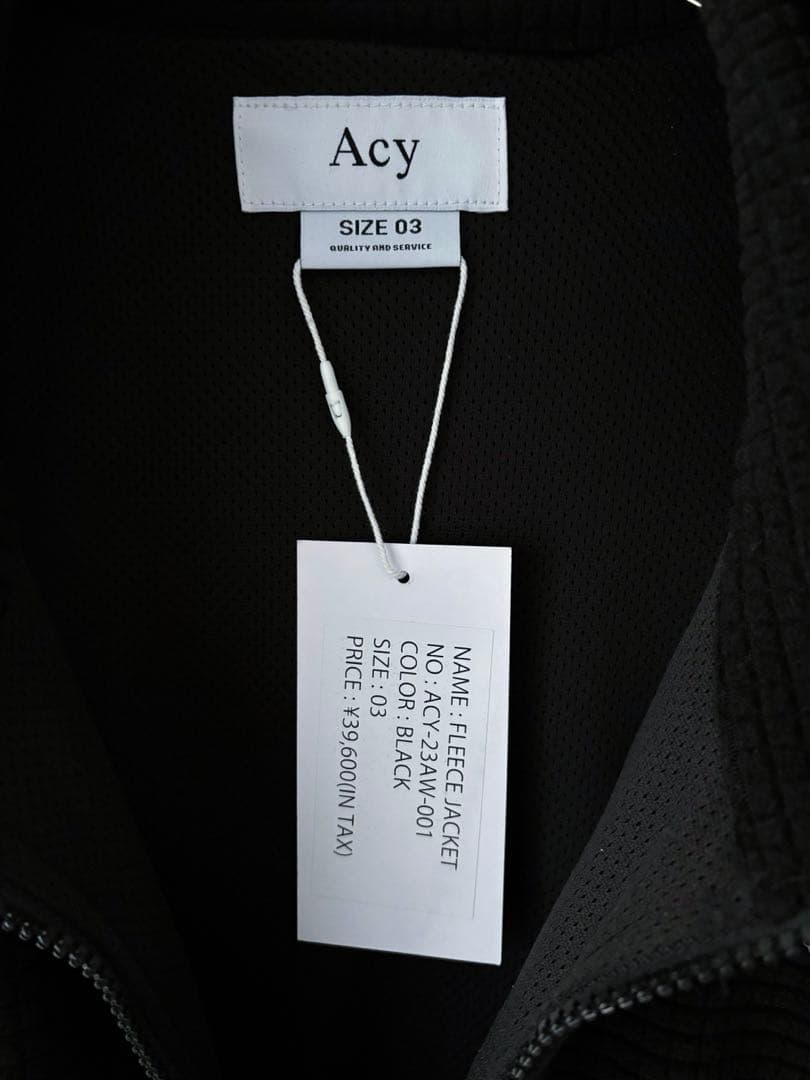 Acy
SIZE 03
QUALITY AND SERVICE
NAME : FLEECE JACKET
NO : ACY-23AW-001
COLOR : BLACK
SIZE : 03
PRICE : ¥39,600(IN TAX)